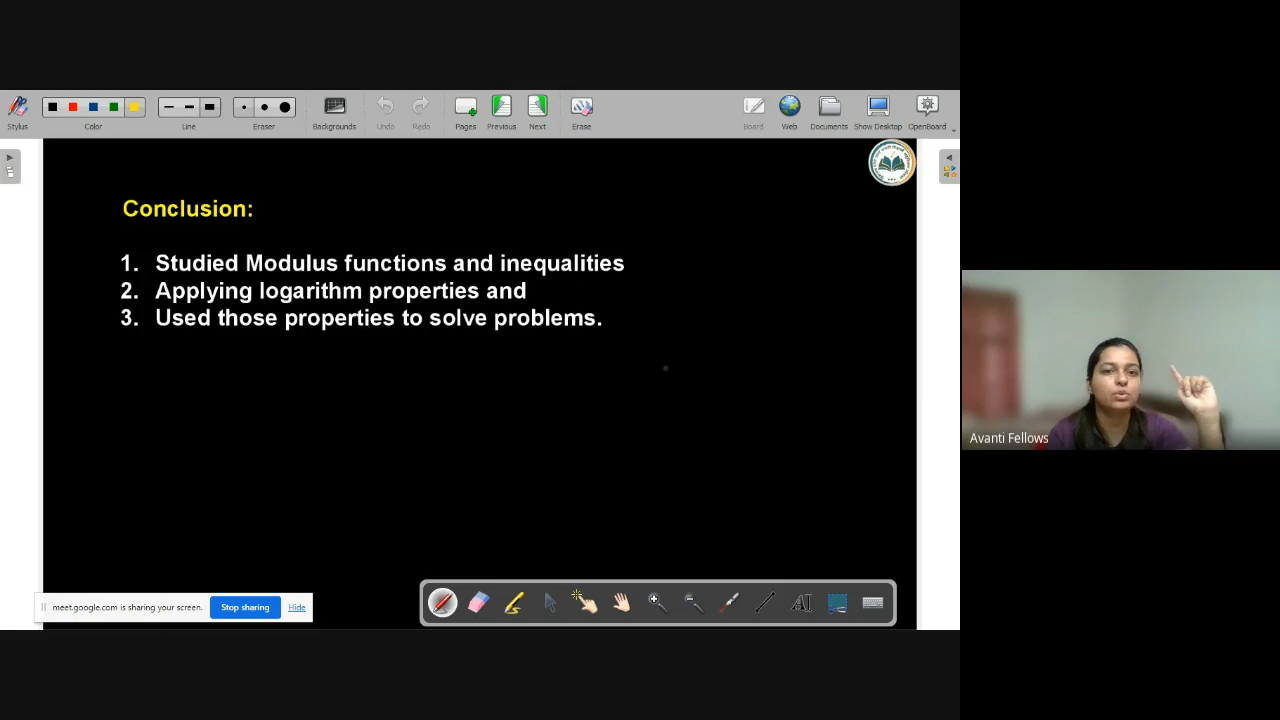 Stylus
Color
Line
Eraser
Backgrounds
Undo
Redo
Pages
Previous
Next
Erase
Board
Web
Documents
Show Desktop
OpenBoard
Conclusion:
1. Studied Modulus functions and inequalities
2. Applying logarithm properties and
3. Used those properties to solve problems.
Avanti Fellows
meet.google.com is sharing your screen.
Stop sharing
Hide
AI